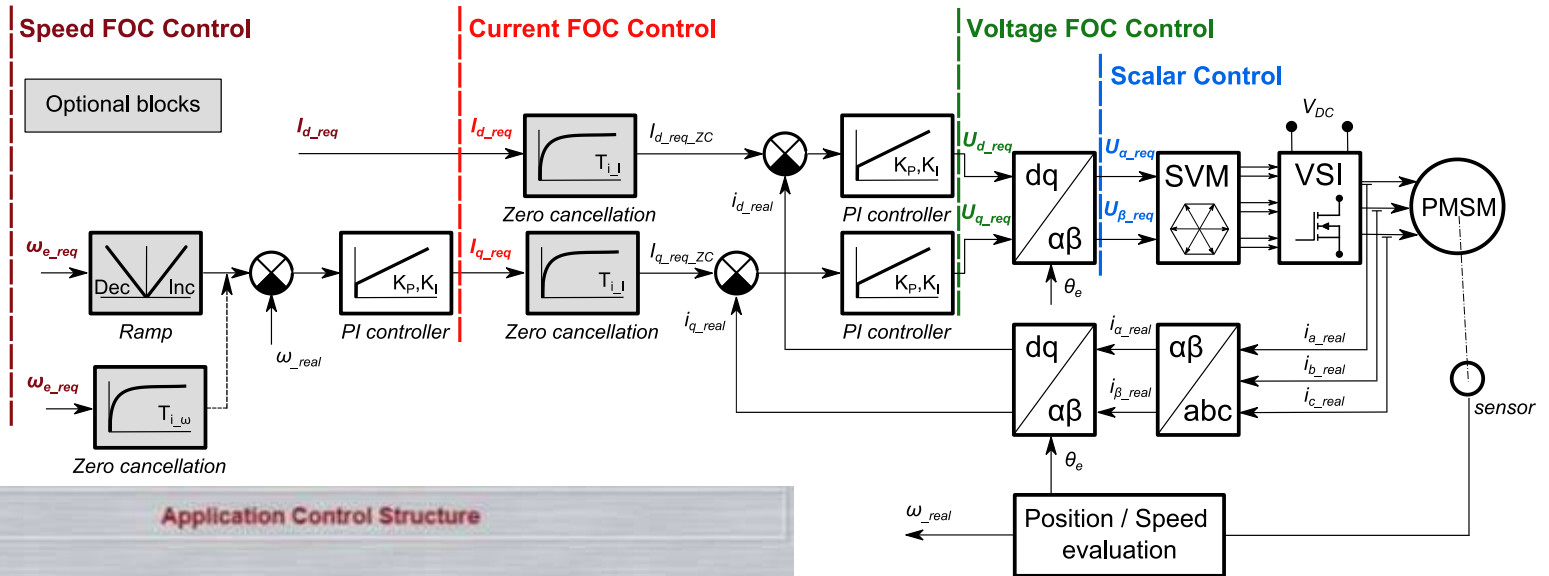 Speed FOC Control
Current FOC Control
Voltage FOC Control
Scalar Control
Optional blocks
V_DC
I_d_req
I_d_req
T_i_I
Zero cancellation
I_d_req_ZC
i_d_real
K_P,K_I
PI controller
U_d_req
U_q_req
dq
αβ
θ_e
U_α_req
U_β_req
SVM
VSI
PMSM
ω_e_req
Dec Inc
Ramp
ω_real
K_P,K_I
PI controller
I_q_req
T_i_I
Zero cancellation
I_q_req_ZC
i_q_real
K_P,K_I
PI controller
ω_e_req
T_i_ω
Zero cancellation
dq
αβ
θ_e
i_α_real
i_β_real
αβ
abc
i_a_real
i_b_real
i_c_real
sensor
Application Control Structure
ω_real
Position / Speed
evaluation